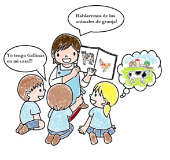 Hablaremos de los
animales de granja!
Yo tengo Gallinas
en mi casa!!!